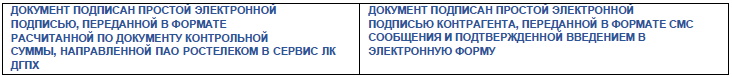 ДОКУМЕНТ ПОДПИСАН ПРОСТОЙ ЭЛЕКТРОННОЙ
ПОДПИСЬЮ, ПЕРЕДАННОЙ В ФОРМАТЕ
РАСЧИТАННОЙ ПО ДОКУМЕНТУ КОНТРОЛЬНОЙ
СУММЫ, НАПРАВЛЕННОЙ ПАО РОСТЕЛЕКОМ В СЕРВИС ЛК
ДГПХ
ДОКУМЕНТ ПОДПИСАН ПРОСТОЙ ЭЛЕКТРОННОЙ
ПОДПИСЬЮ КОНТРАГЕНТА, ПЕРЕДАННОЙ В ФОРМАТЕ СМС
СООБЩЕНИЯ И ПОДТВЕРЖДЕННОЙ ВВЕДЕНИЕМ В
ЭЛЕКТРОННУЮ ФОРМУ